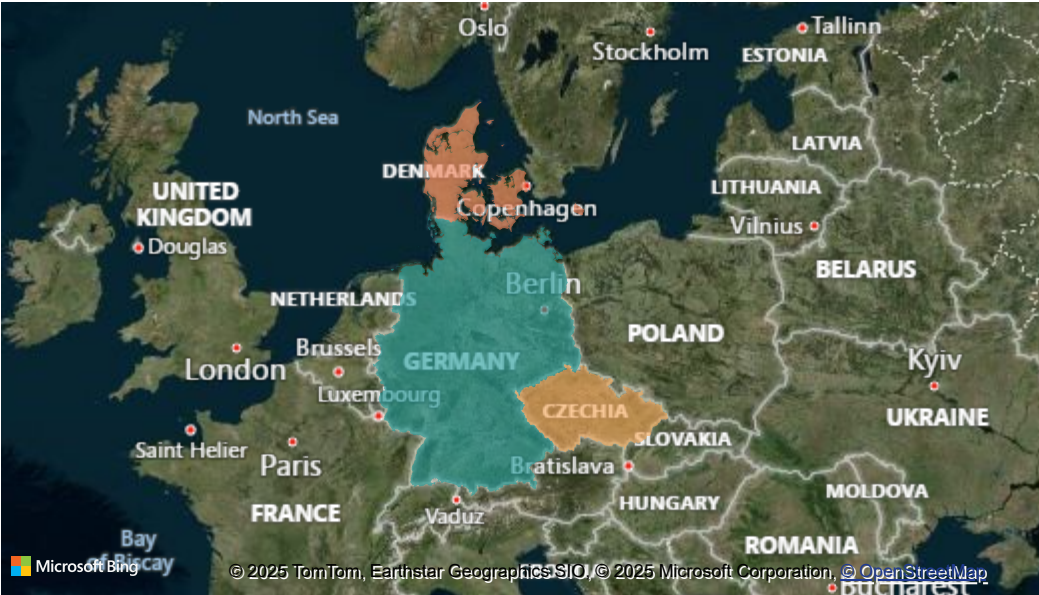 Oslo
Tallinn
Stockholm
ESTONIA
North Sea
LATVIA
DENMARK
LITHUANIA
UNITED
KINGDOM
Copenhagen
Vilnius
Douglas
BELARUS
Berlin
NETHERLANDS
POLAND
Brussels
GERMANY
Kyiv
London
Luxembourg
CZECHIA
UKRAINE
SLOVAKIA
Saint Helier
Paris
Bratislava
MOLDOVA
HUNGARY
FRANCE
Vaduz
Bay
of Biscay
ROMANIA
Microsoft Bing
© 2025 TomTom, Earthstar Geographics SIO, © 2025 Microsoft Corporation, © OpenStreetMap
Bucharest